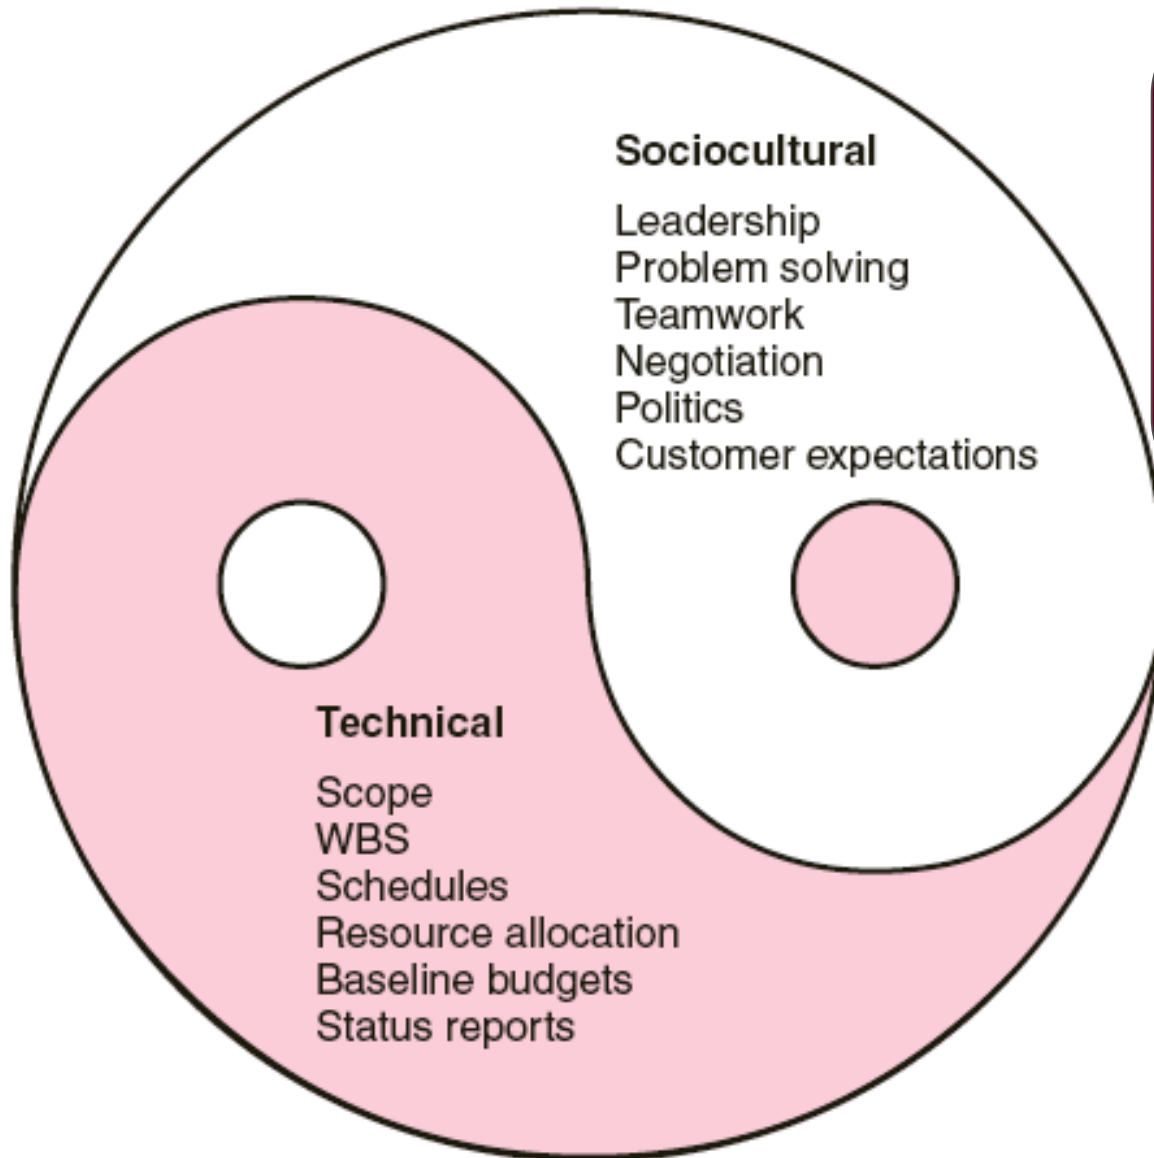 Sociocultural
Leadership
Problem solving
Teamwork
Negotiation
Politics
Customer expectations
Technical
Scope
WBS
Schedules
Resource allocation
Baseline budgets
Status reports